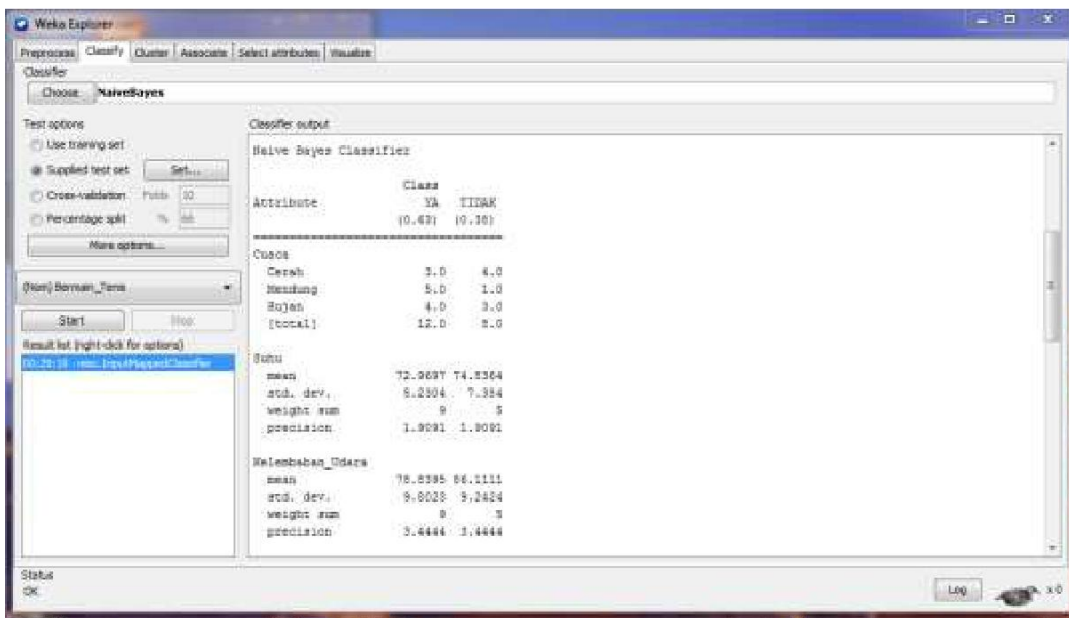 Weka Explorer
Preprocess Classify Cluster Associate Select attributes Visualize
Classifier
Choose NaiveBayes
Test options
Use training set
Supplied test set Set...
Cross-validation Folds 10
Percentage split % 66
More options...
(Nom) Bermain_Tenis
Start Stop
Result list (right-click for options)
misc.InputMappedClassifier
Classifier output
Naive Bayes Classifier
Class
Attribute YA TIDAK
(0.63) (0.38)
Cuaca
Cerah 3.0 4.0
Mendung 5.0 1.0
Hujan 4.0 3.0
[total] 12.0 8.0
Suhu
mean 72.9697 74.8364
std. dev. 5.2304 7.384
weight sum 9 5
precision 1.9091 1.9091
Kelembaban_Udara
mean 78.8395 86.1111
std. dev. 9.8023 9.2424
weight sum 9 5
precision 3.4444 3.4444
Status
OK
Log
x 0